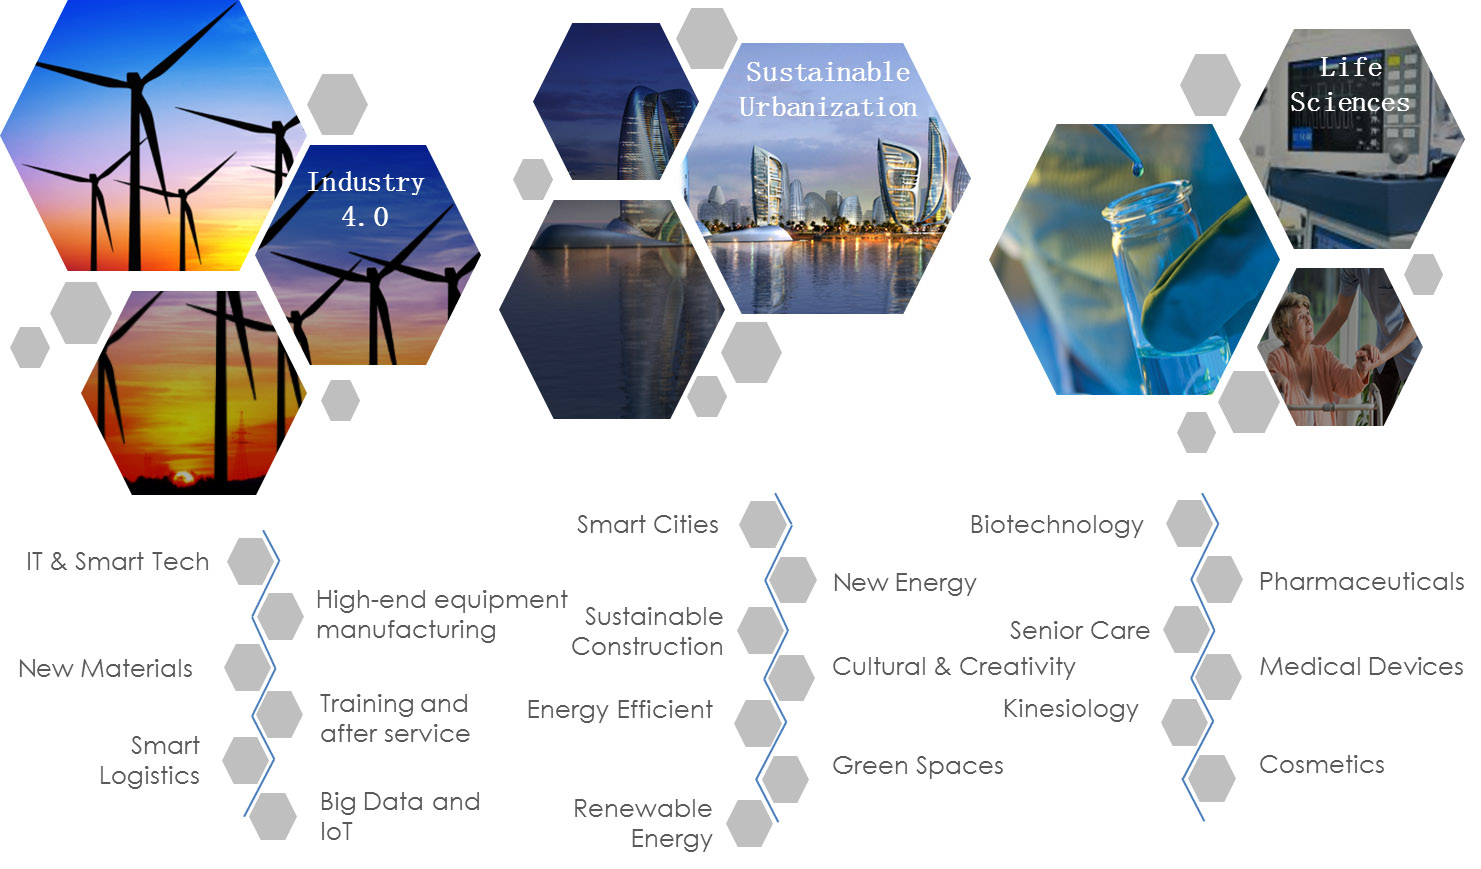 Industry
4.0
Sustainable
Urbanization
Life
Sciences
IT & Smart Tech
High-end equipment
manufacturing
New Materials
Training and
after service
Smart
Logistics
Big Data and
IoT
Smart Cities
New Energy
Sustainable
Construction
Cultural & Creativity
Energy Efficient
Green Spaces
Renewable
Energy
Biotechnology
Pharmaceuticals
Senior Care
Medical Devices
Kinesiology
Cosmetics